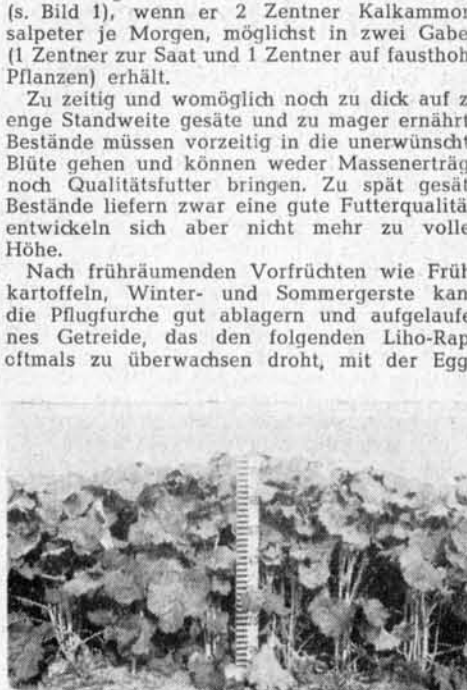 (s. Bild 1), wenn er 2 Zentner Kalkammon
salpeter je Morgen, möglichst in zwei Gabe
(1 Zentner zur Saat und 1 Zentner auf fausthoh
Pflanzen) erhält.
Zu zeitig und womöglich noch zu dick auf z
enge Standweite gesäte und zu mager ernährt
Bestände müssen vorzeitig in die unerwünscht
Blüte gehen und können weder Massenerträg
noch Qualitätsfutter bringen. Zu spät gesät
Bestände liefern zwar eine gute Futterqualitä
entwickeln sich aber nicht mehr zu volle
Höhe.
Nach frühräumenden Vorfrüchten wie Früh
kartoffeln, Winter- und Sommergerste kan
die Pflugfurche gut ablagern und aufgelaufe
nes Getreide, das den folgenden Liho-Rap
oftmals zu überwachsen droht, mit der Egg